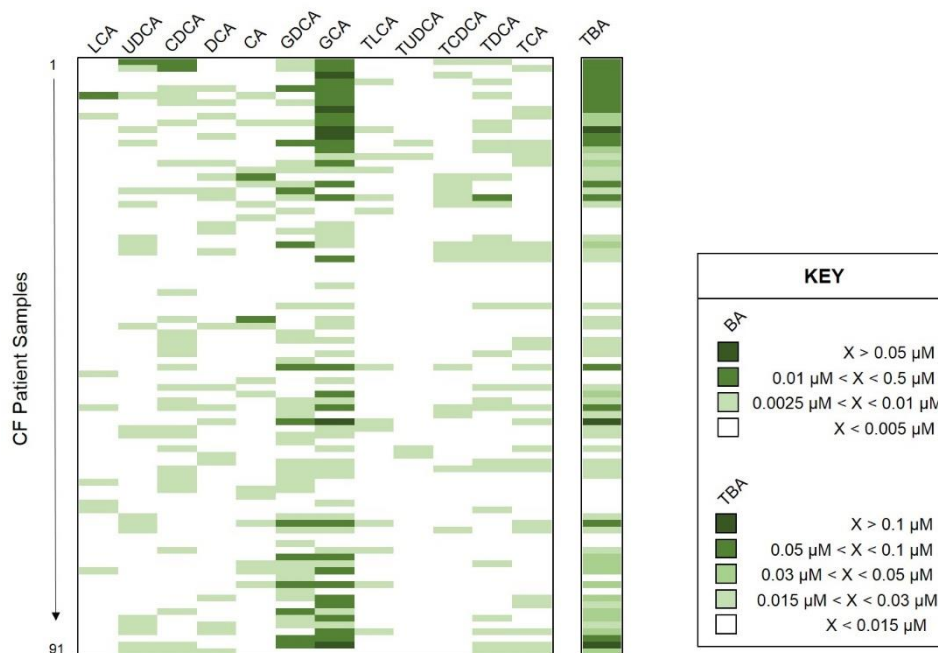 LCA UDCA CDCA DCA CA GDCA GCA TLCA TUDCA TCDCA TDCA TCA TBA
1
CF Patient Samples
91
KEY
BA
X > 0.05 µM
0.01 µM < X < 0.5 µM
0.0025 µM < X < 0.01 µM
X < 0.005 µM
TBA
X > 0.1 µM
0.05 µM < X < 0.1 µM
0.03 µM < X < 0.05 µM
0.015 µM < X < 0.03 µM
X < 0.015 µM